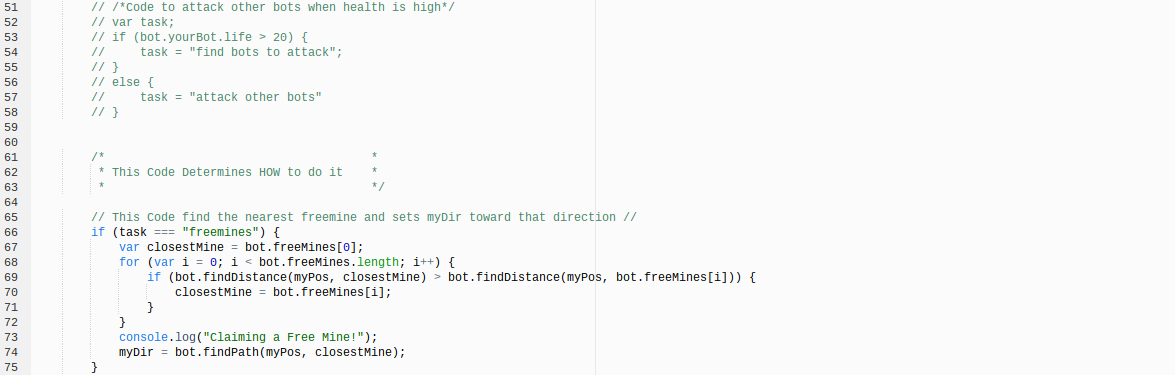 51 // /*Code to attack other bots when health is high*/
52 // var task;
53 // if (bot.yourBot.life > 20) {
54 //     task = "find bots to attack";
55 // }
56 // else {
57 //     task = "attack other bots"
58 // }
59
60
61 /*                                      *
62  * This Code Determines HOW to do it    *
63  *                                      */
64
65 // This Code find the nearest freemine and sets myDir toward that direction //
66 if (task === "freemines") {
67     var closestMine = bot.freeMines[0];
68     for (var i = 0; i < bot.freeMines.length; i++) {
69         if (bot.findDistance(myPos, closestMine) > bot.findDistance(myPos, bot.freeMines[i])) {
70             closestMine = bot.freeMines[i];
71         }
72     }
73     console.log("Claiming a Free Mine!");
74     myDir = bot.findPath(myPos, closestMine);
75 }